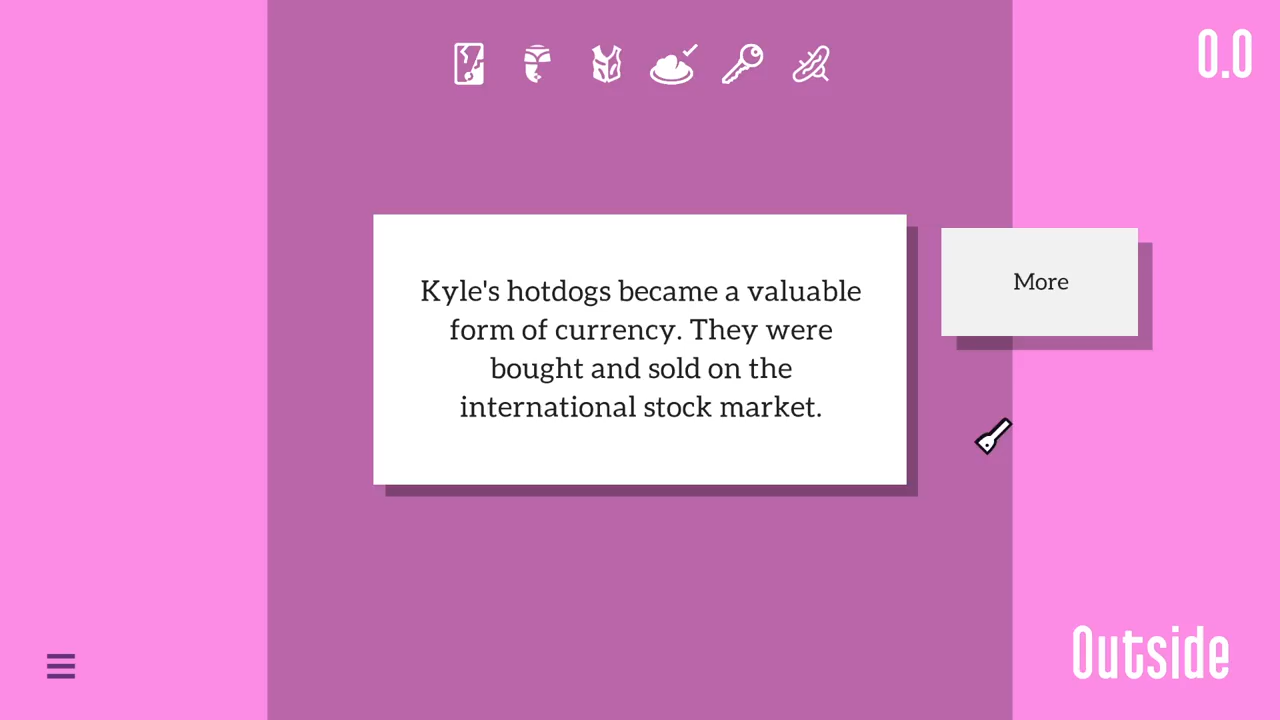 0.0
Kyle's hotdogs became a valuable
form of currency. They were
bought and sold on the
international stock market.
More
Outside